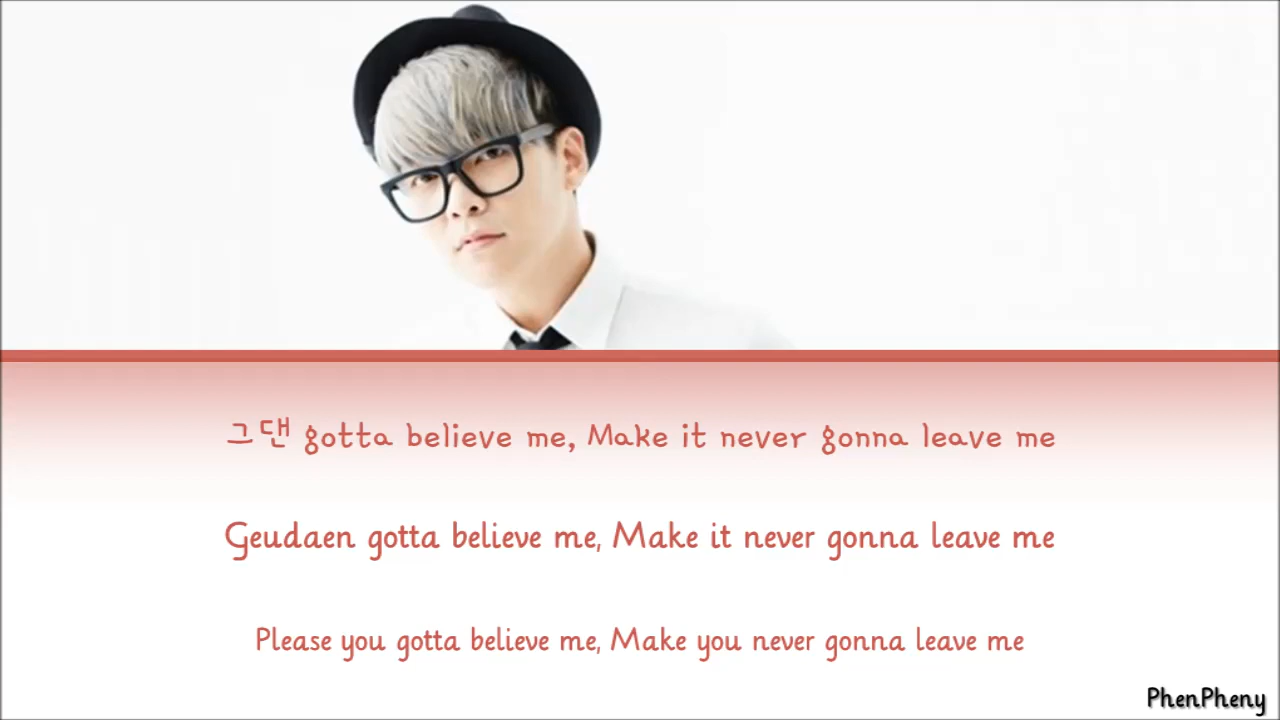 그댄 gotta believe me, Make it never gonna leave me
Geudaen gotta believe me, Make it never gonna leave me
Please you gotta believe me, Make you never gonna leave me
PhenPheny